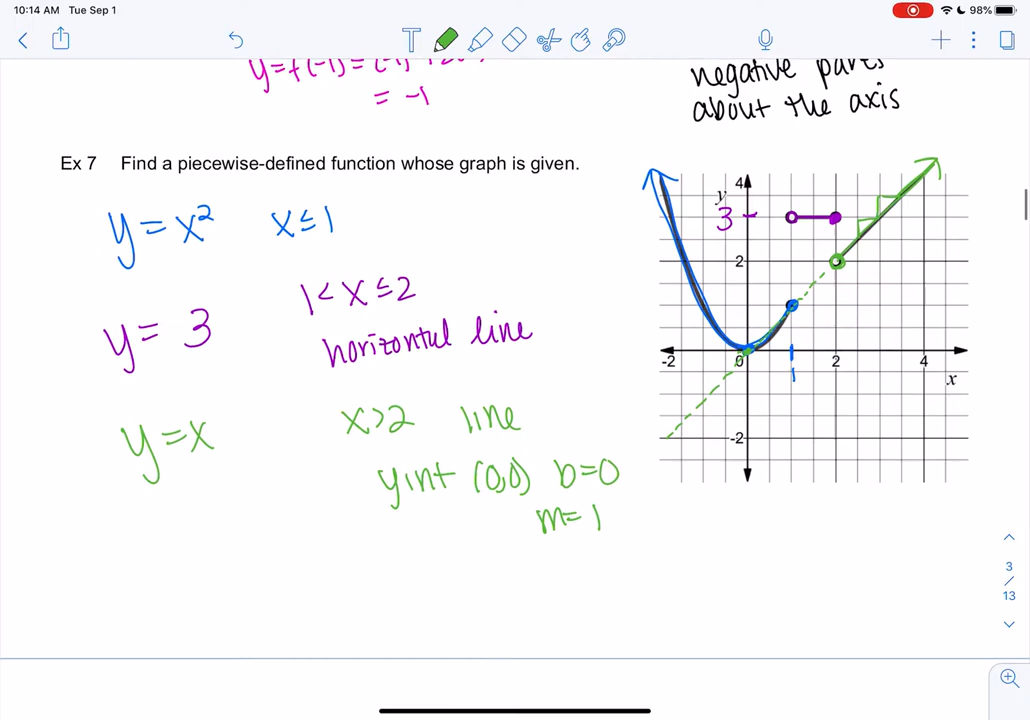 10:14 AM Tue Sep 1
98%
y=f(-1)=(-1)
= -1
negative parts
about the axis
Ex 7 Find a piecewise-defined function whose graph is given.
y = x² x≤1
y = 3 1<x≤2
horizontal line
y=x x>2 line
yint (0,0) b=0
m=1
y
4
3
2
-2
0
1
2
4
x
-2
3
/
13